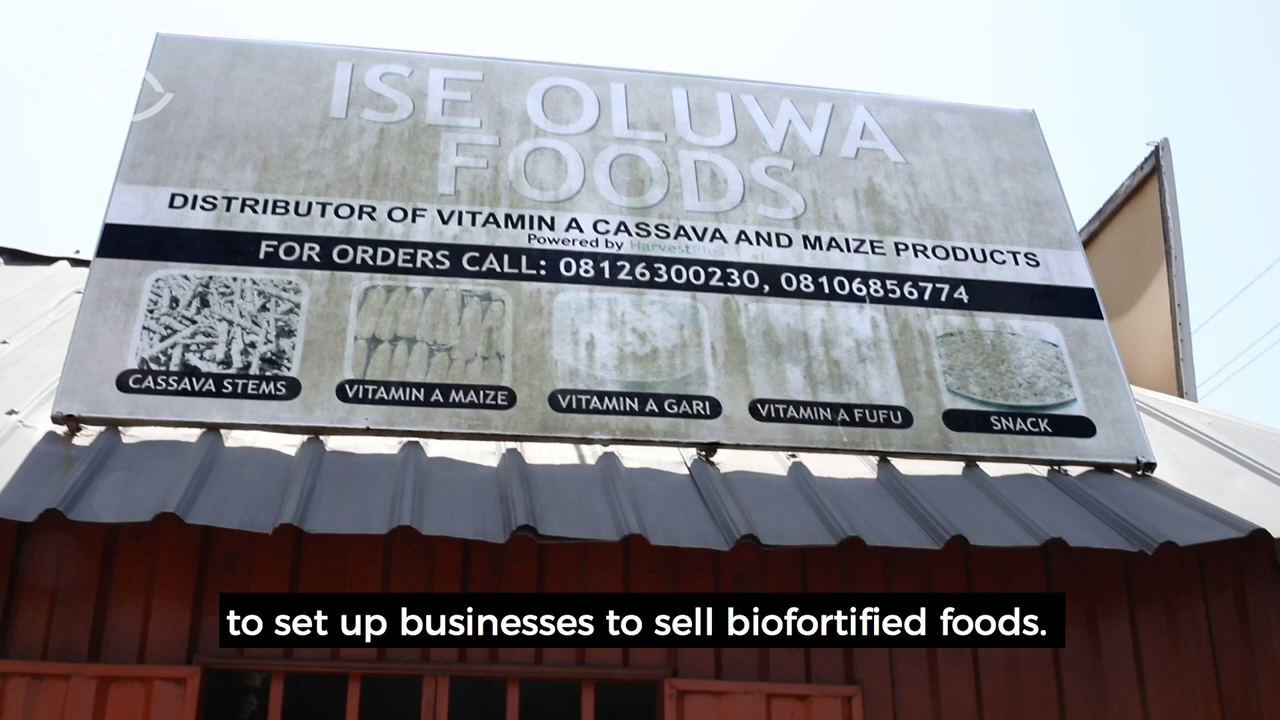 ISE OLUWA
FOODS
DISTRIBUTOR OF VITAMIN A CASSAVA AND MAIZE PRODUCTS
Powered by HarvestPlus
FOR ORDERS CALL: 08126300230, 08106856774
CASSAVA STEMS
VITAMIN A MAIZE
VITAMIN A GARI
VITAMIN A FUFU
SNACK
to set up businesses to sell biofortified foods.